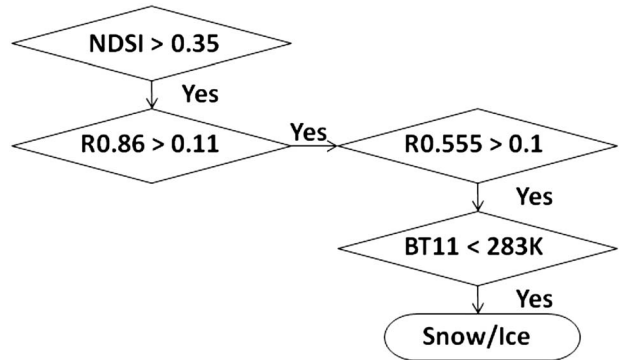 NDSI > 0.35
Yes
R0.86 > 0.11
Yes
R0.555 > 0.1
Yes
BT11 < 283K
Yes
Snow/Ice